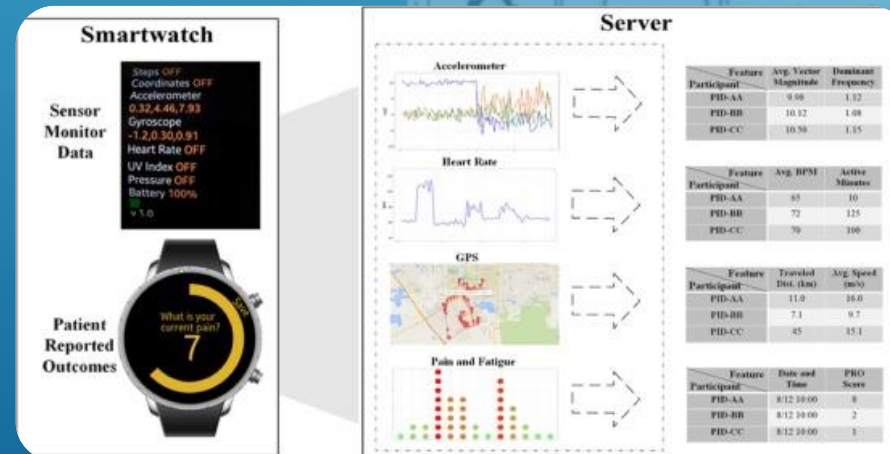 Smartwatch
Sensor
Monitor
Data
Steps OFF
Coordinates OFF
Accelerometer
0.32,4.46,7.93
Gyroscope
-1.2,0.30,0.91
Heart Rate OFF
UV Index OFF
Pressure OFF
Battery 100%
v 1.0
Patient
Reported
Outcomes
What is your
current pain?
7
Save
Server
Accelerometer
Heart Rate
GPS
Pain and Fatigue
Feature
Participant
Avg. Vector
Magnitude
Dominant
Frequency
PID-AA 9.98 1.12
PID-BB 10.12 1.08
PID-CC 10.50 1.15
Feature
Participant
Avg. BPM
Active
Minutes
PID-AA 65 10
PID-BB 72 125
PID-CC 70 100
Feature
Participant
Traveled
Dist. (km)
Avg. Speed
(m/s)
PID-AA 11.0 16.0
PID-BB 7.1 9.7
PID-CC 45 15.1
Feature
Participant
Date and
Time
PRO
Score
PID-AA 8/12 10:00
PID-BB 8/12 10:00 2
PID-CC 8/12 10:00 1